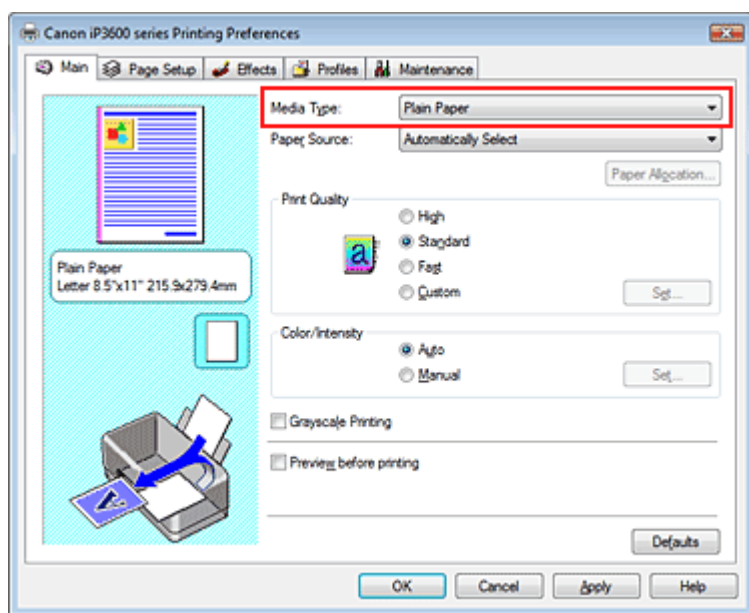 Canon iP3600 series Printing Preferences
Main Page Setup Effects Profiles Maintenance
Media Type: Plain Paper
Paper Source: Automatically Select
Paper Allocation...
Print Quality
High
a Standard
Fast
Custom Set...
Plain Paper
Letter 8.5"x11" 215.9x279.4mm
Color/Intensity
Auto
Manual Set...
Grayscale Printing
Preview before printing
A
Defaults
OK Cancel Apply Help